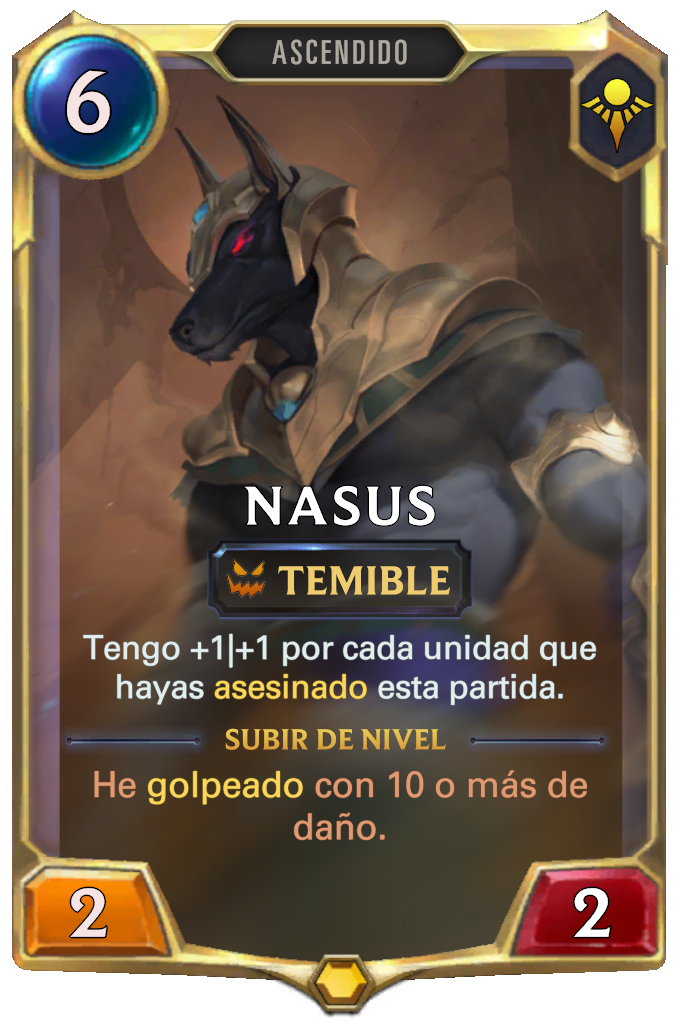 ASCENDIDO
6
NASUS
TEMIBLE
Tengo +1|+1 por cada unidad que
hayas asesinado esta partida.
SUBIR DE NIVEL
He golpeado con 10 o más de
daño.
2
2